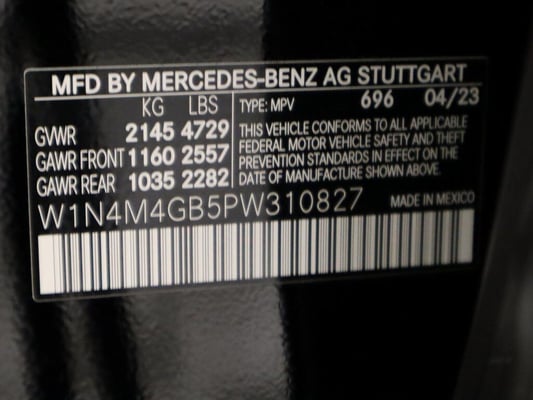 MFD BY MERCEDES-BENZ AG STUTTGART
KG LBS
GVWR 2145 4729
GAWR FRONT 1160 2557
GAWR REAR 1035 2282
TYPE: MPV 696 04/23
THIS VEHICLE CONFORMS TO ALL APPLICABLE
FEDERAL MOTOR VEHICLE SAFETY AND THEFT
PREVENTION STANDARDS IN EFFECT ON THE
DATE OF MANUFACTURE SHOWN ABOVE.
W1N4M4GB5PW310827
MADE IN MEXICO